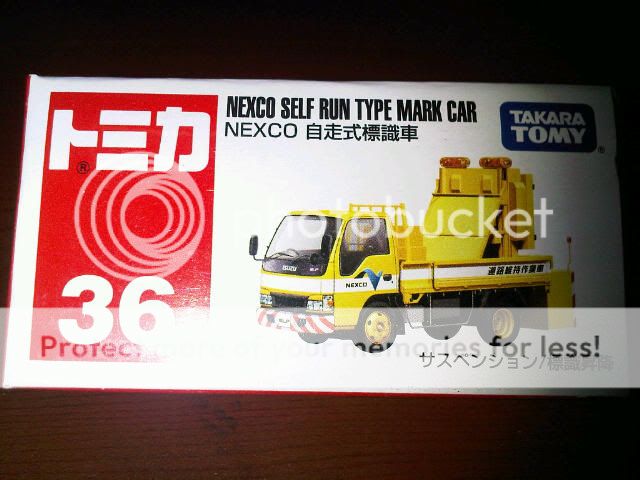 トミカ
®
36
NEXCO SELF RUN TYPE MARK CAR
NEXCO 自走式標識車
TAKARA
TOMY
®
ISUZU
ELF
NEXCO
道路維持作業車
photobucket
Protect more of your memories for less!
サスペンション/標識昇降